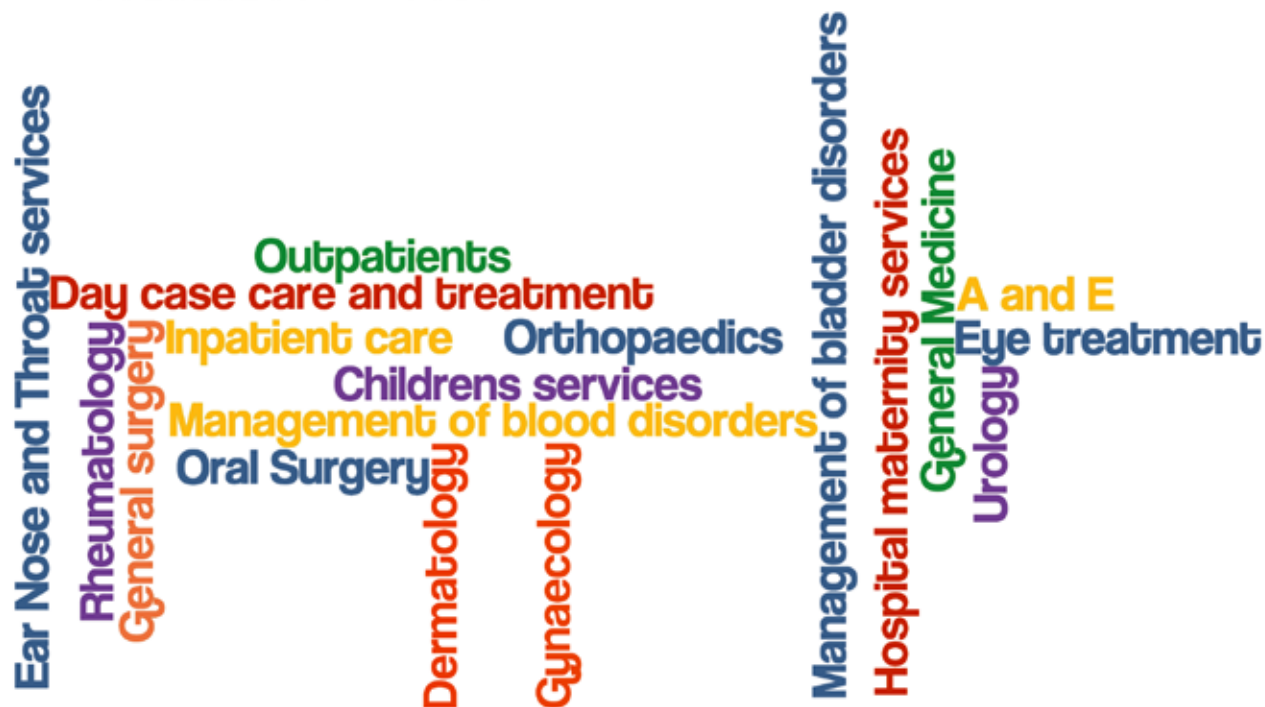 Ear Nose and Throat services
Outpatients
Day case care and treatment
Rheumatology
General surgery
Inpatient care
Orthopaedics
Childrens services
Management of blood disorders
Oral Surgery
Dermatology
Gynaecology
Management of bladder disorders
Hospital maternity services
General Medicine
A and E
Eye treatment
Urology